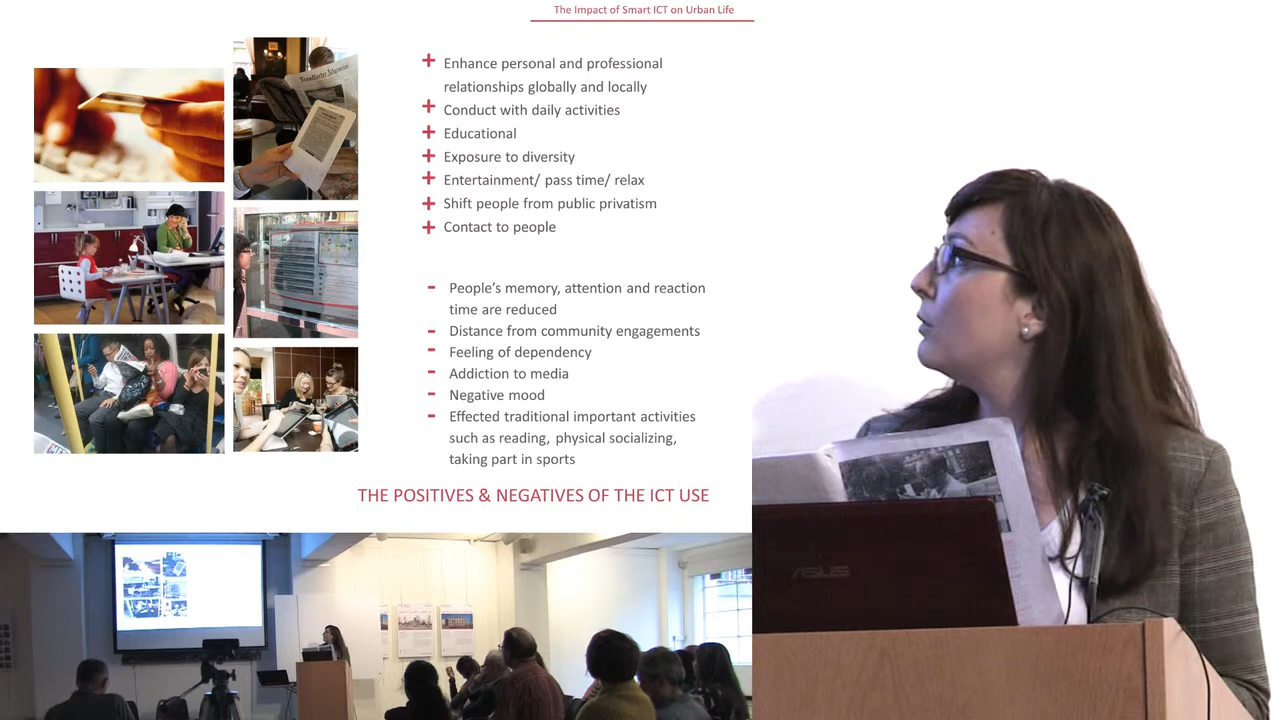 The Impact of Smart ICT on Urban Life
+ Enhance personal and professional
relationships globally and locally
+ Conduct with daily activities
+ Educational
+ Exposure to diversity
+ Entertainment/ pass time/ relax
+ Shift people from public privatism
+ Contact to people
- People’s memory, attention and reaction
time are reduced
- Distance from community engagements
- Feeling of dependency
- Addiction to media
- Negative mood
- Effected traditional important activities
such as reading, physical socializing,
taking part in sports
THE POSITIVES & NEGATIVES OF THE ICT USE
ASUS